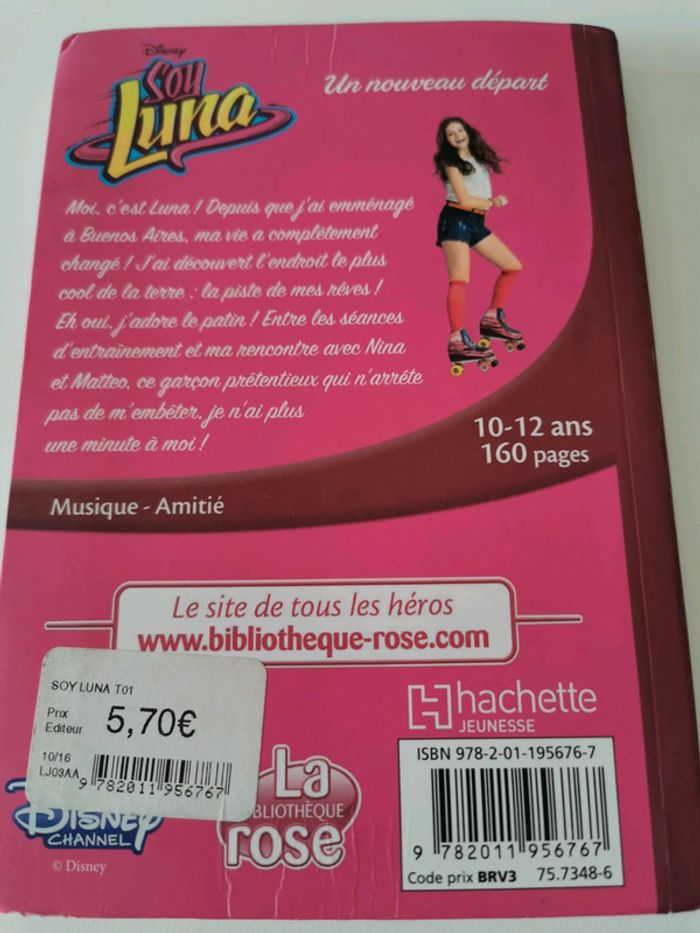 Disney
SOY
Luna
Un nouveau départ
Moi, c'est Luna ! Depuis que j'ai emménagé
à Buenos Aires, ma vie a complètement
changé ! J'ai découvert l'endroit le plus
cool de la terre : la piste de mes rêves !
Eh oui, j'adore le patin ! Entre les séances
d'entraînement et ma rencontre avec Nina
et Matteo, ce garçon prétentieux qui n'arrête
pas de m'embêter, je n'ai plus
une minute à moi !
10-12 ans
160 pages
Musique - Amitié
Le site de tous les héros
www.bibliotheque-rose.com
SOY LUNA T01
Prix
Editeur
5,70€
10/16
LJ03AA
9 782011 956767
hachette
JEUNESSE
ISBN 978-2-01-195676-7
9 782011 956767
Code prix BRV3 75.7348-6
La
BIBLIOTHÈQUE
rose
DISNEY
CHANNEL
© Disney